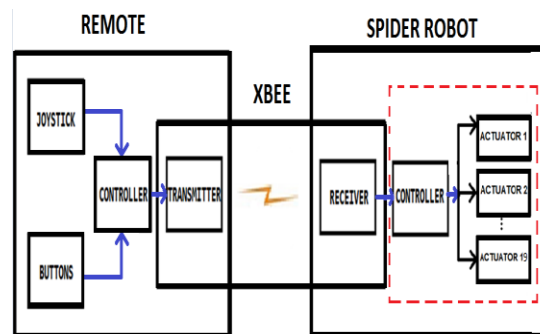 REMOTE
SPIDER ROBOT
XBEE
JOYSTICK
BUTTONS
CONTROLLER
TRANSMITTER
RECEIVER
CONTROLLER
ACTUATOR 1
ACTUATOR 2
ACTUATOR 19